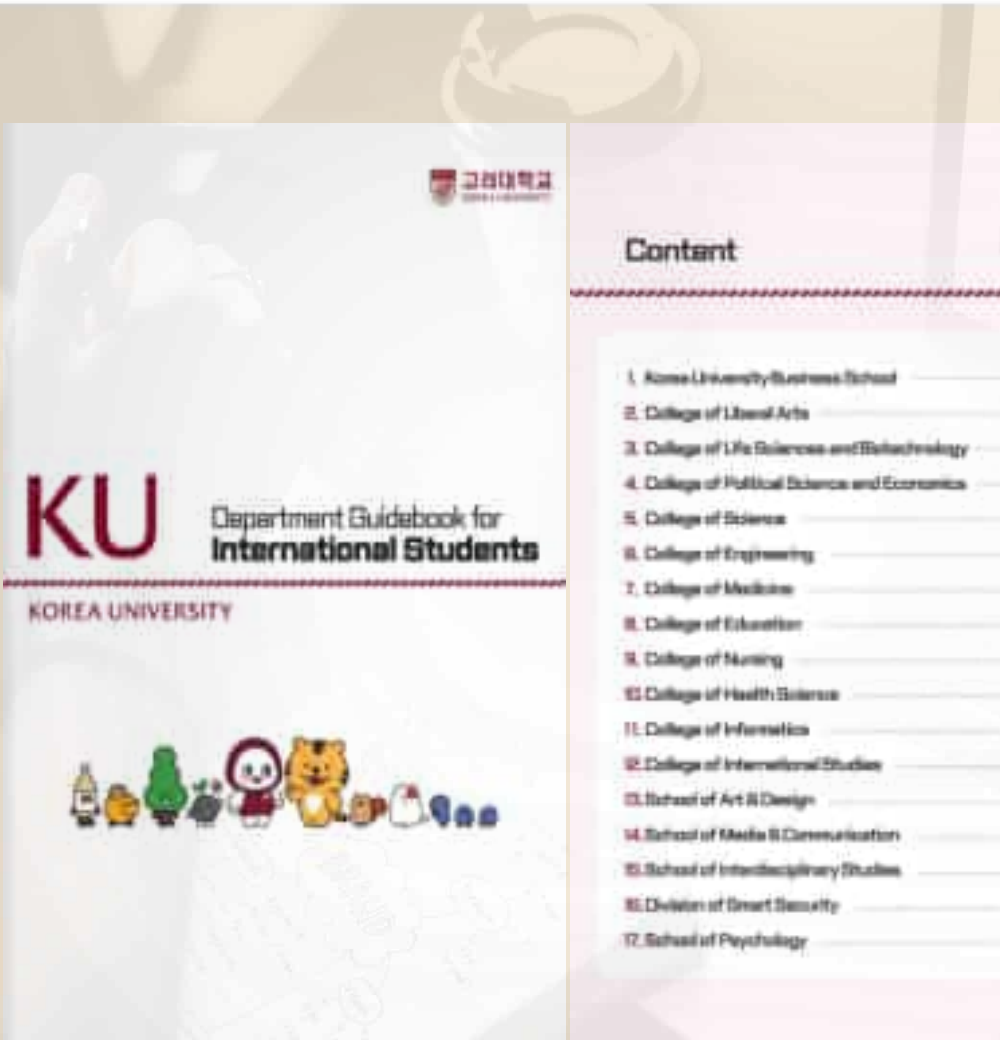 고려대학교
KOREA UNIVERSITY
KU
Department Guidebook for
International Students
KOREA UNIVERSITY
Content
1. Korea University Business School
2. College of Liberal Arts
3. College of Life Sciences and Biotechnology
4. College of Political Science and Economics
5. College of Science
6. College of Engineering
7. College of Medicine
8. College of Education
9. College of Nursing
10. College of Health Science
11. College of Informatics
12. College of International Studies
13. School of Art & Design
14. School of Media & Communication
15. School of Interdisciplinary Studies
16. Division of Smart Security
17. School of Psychology